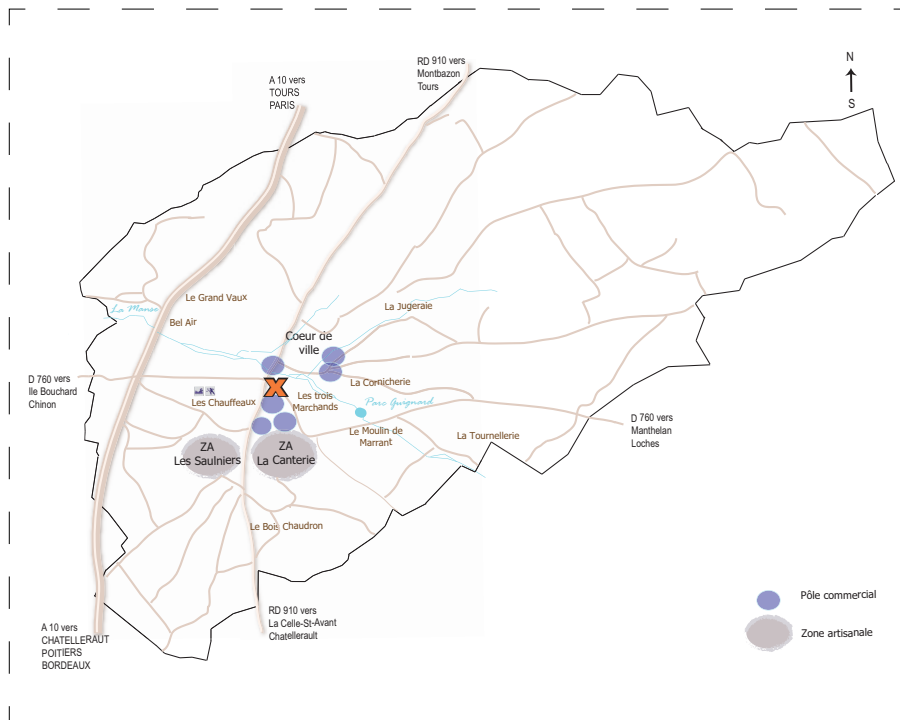 RD 910 vers
Montbazon
Tours
N
S
A 10 vers
TOURS
PARIS
Le Grand Vaux
La Manse
Bel Air
La Jugeraie
Coeur de
ville
D 760 vers
Ile Bouchard
Chinon
La Cornicherie
Les Chauffeaux
Les trois
Marchands
Parc Guignard
X
D 760 vers
Manthelan
Loches
Le Moulin de
Marrant
La Tournellerie
ZA
Les Saulniers
ZA
La Canterie
Le Bois Chaudron
RD 910 vers
La Celle-St-Avant
Chatellerault
A 10 vers
CHATELLERAUT
POITIERS
BORDEAUX
Pôle commercial
Zone artisanale